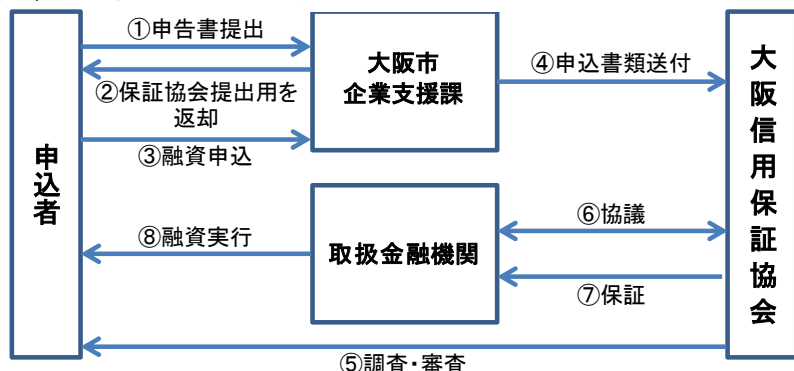 ①申告書提出
大阪市
企業支援課
④申込書類送付
②保証協会提出用を
返却
③融資申込
申込者
大阪信用保証協会
⑥協議
⑧融資実行
取扱金融機関
⑦保証
⑤調査・審査